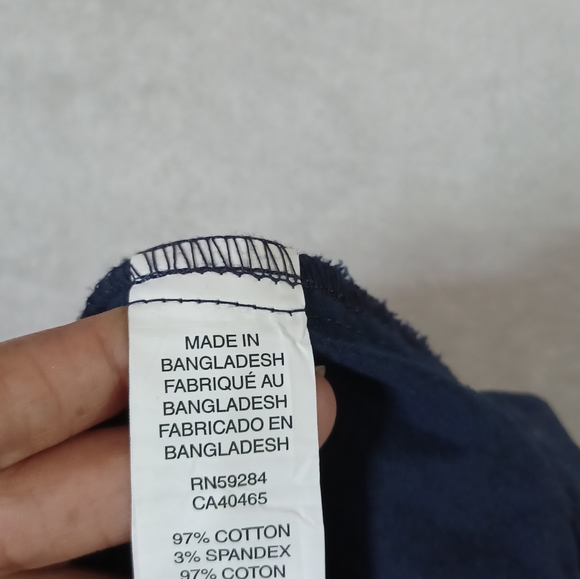 MADE IN
BANGLADESH
FABRIQUÉ AU
BANGLADESH
FABRICADO EN
BANGLADESH
RN59284
CA40465
97% COTTON
3% SPANDEX
97% COTON